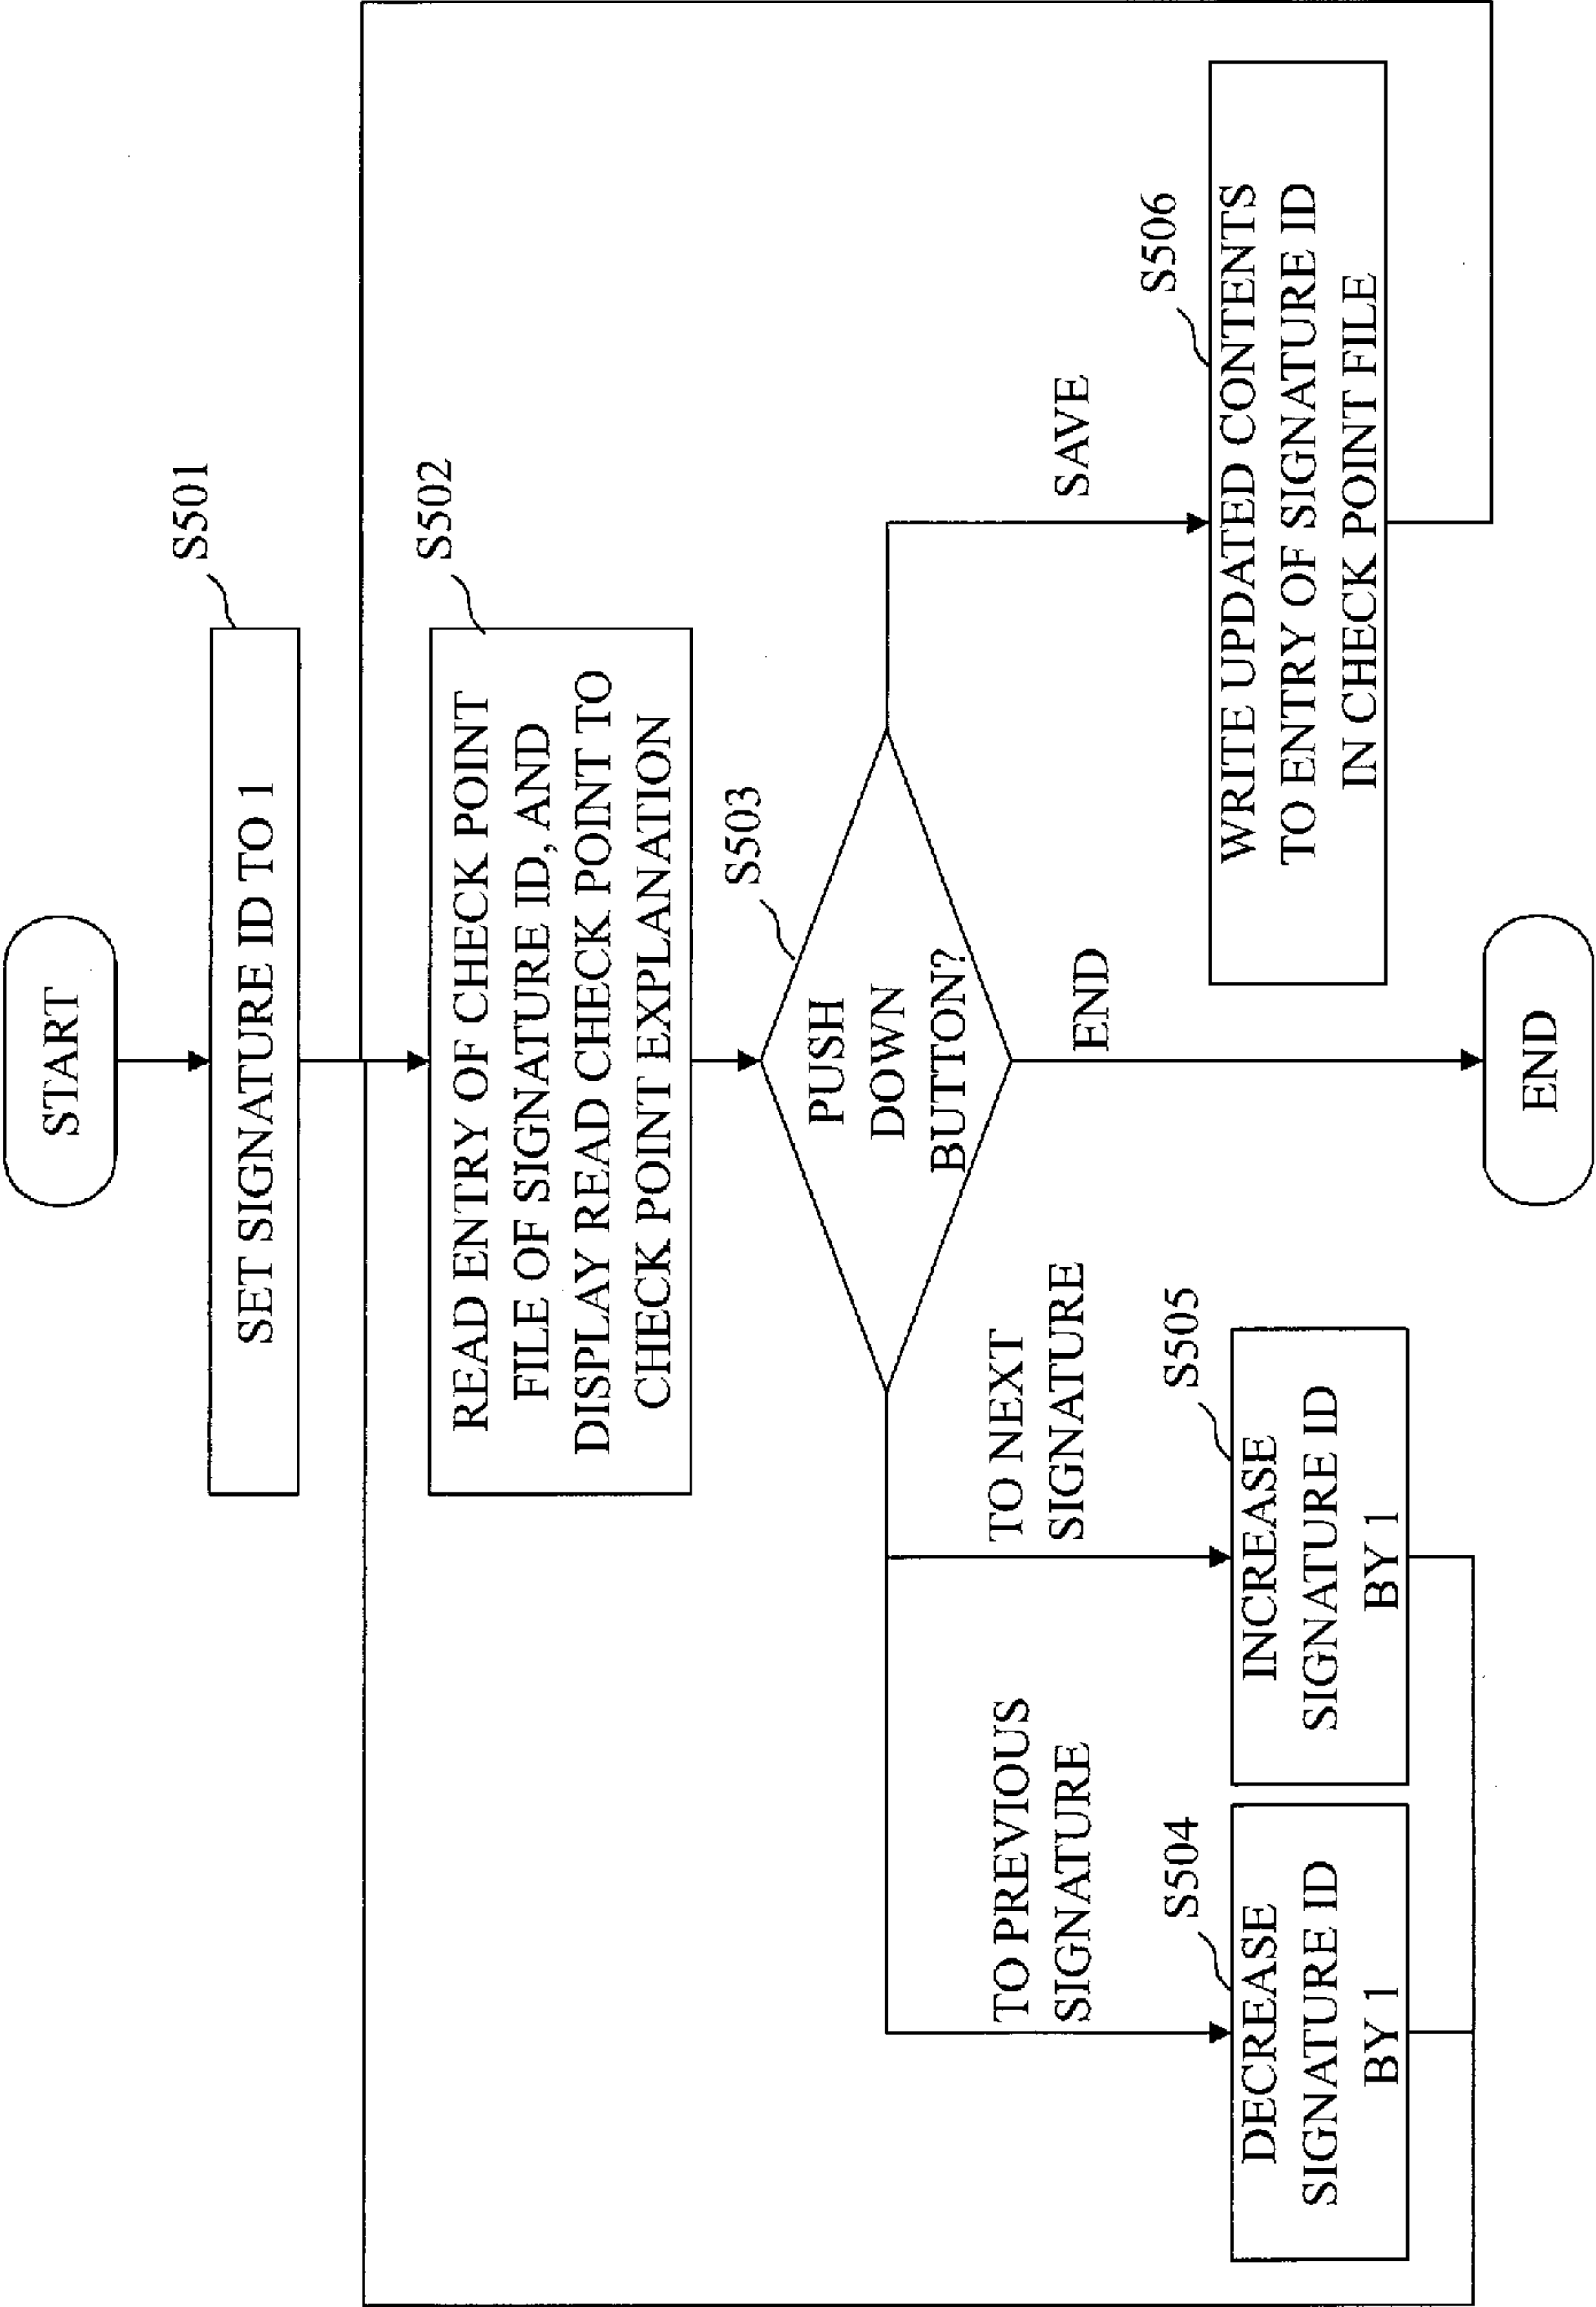 START
S501
SET SIGNATURE ID TO 1
S502
READ ENTRY OF CHECK POINT
FILE OF SIGNATURE ID, AND
DISPLAY READ CHECK POINT TO
CHECK POINT EXPLANATION
S503
PUSH
DOWN
BUTTON?
TO PREVIOUS
SIGNATURE
TO NEXT
SIGNATURE
END
SAVE
S504
DECREASE
SIGNATURE ID
BY 1
S505
INCREASE
SIGNATURE ID
BY 1
S506
WRITE UPDATED CONTENTS
TO ENTRY OF SIGNATURE ID
IN CHECK POINT FILE
END